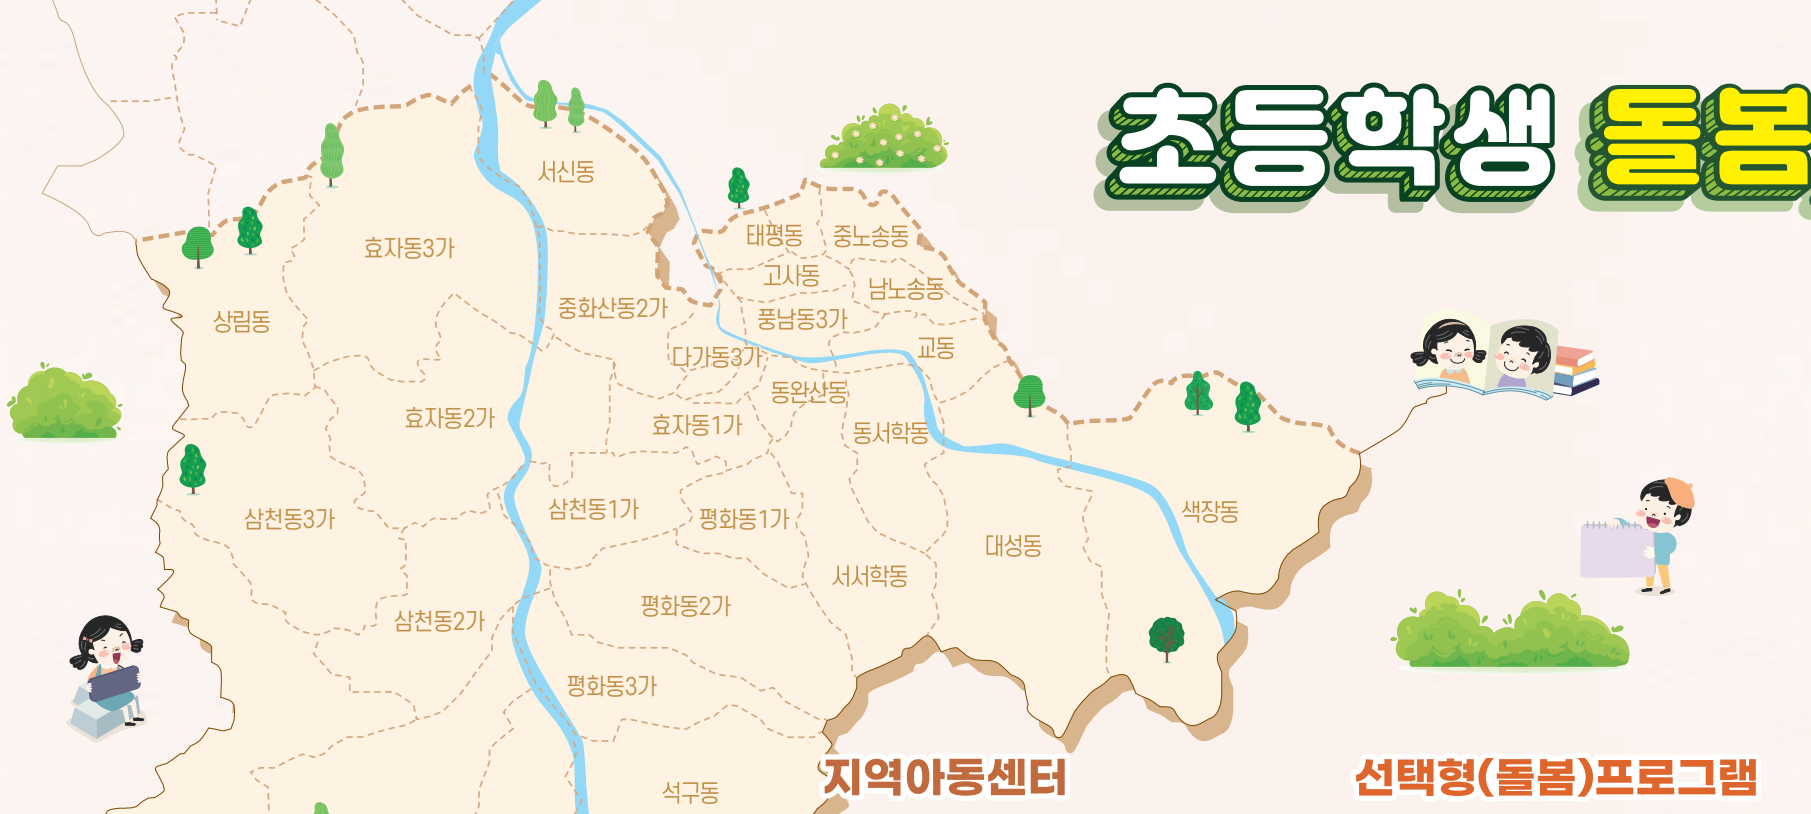 초등학생 돌봄
서신동
태평동
중노송동
효자동3가
고사동
남노송동
중화산동2가
상림동
풍남동3가
교동
다가동3가
동완산동
효자동2가
효자동1가
동서학동
삼천동1가
색장동
삼천동3가
평화동1가
대성동
서서학동
평화동2가
삼천동2가
평화동3가
지역아동센터
선택형(돌봄)프로그램
석구동